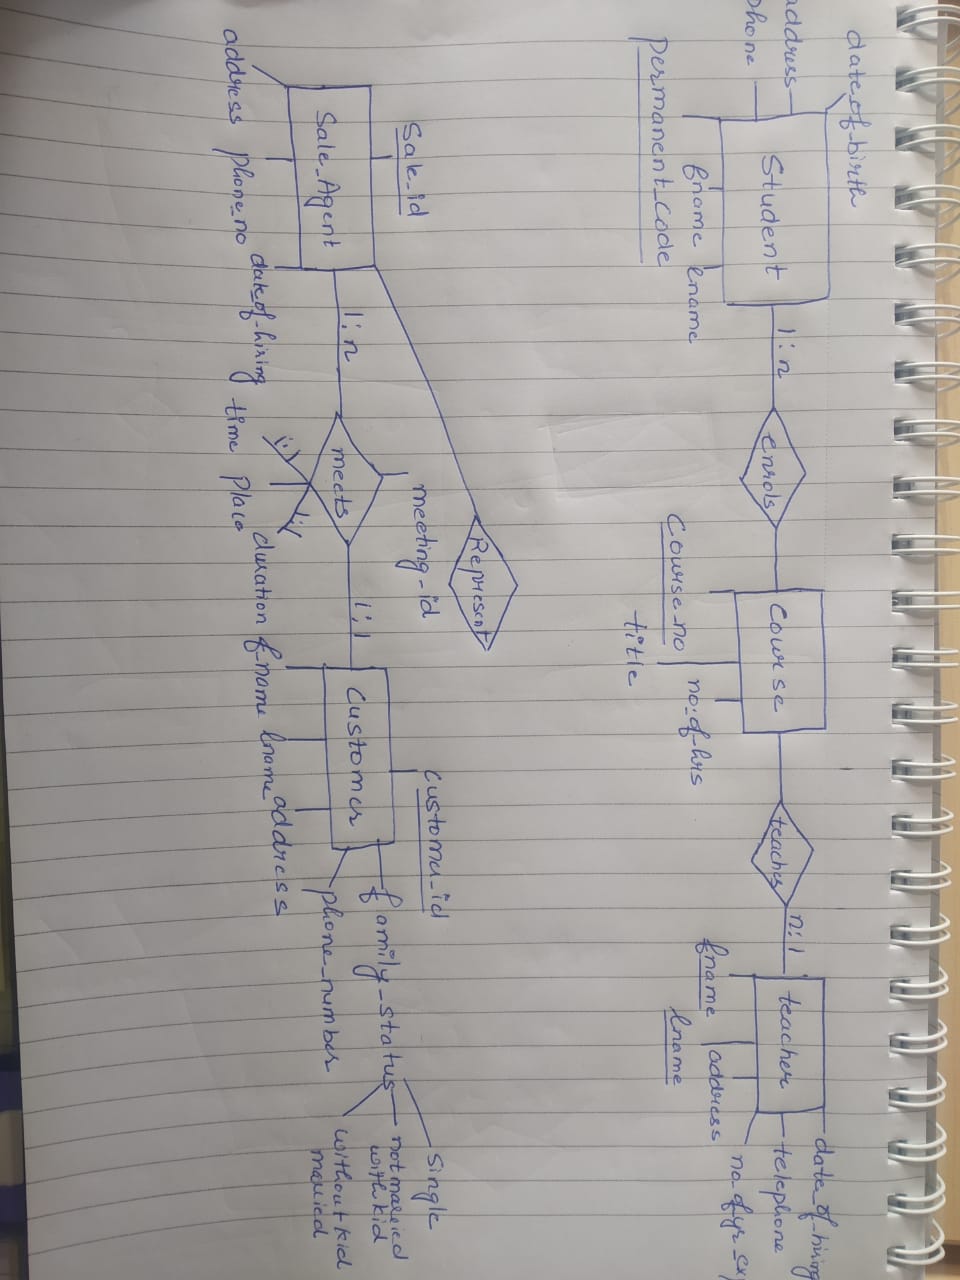 date_of_birth
address
phone
Student
fname lname
permanent_code
1:n
enrols
Course
Course_no
no_of_hrs
title
teaches
n:1
teacher
date_of_hiring
telephone
no_of_yr_ex
fname
address
lname
Represent
Sale_id
Sale_Agent
address phone_no date_of_hiring
1:n
meeting_id
meets
1:1
1:1
1:1
time place duration
customer_id
Customer
f_name lname address
family_status
phone_number
single
not married
with kid
without kid
married